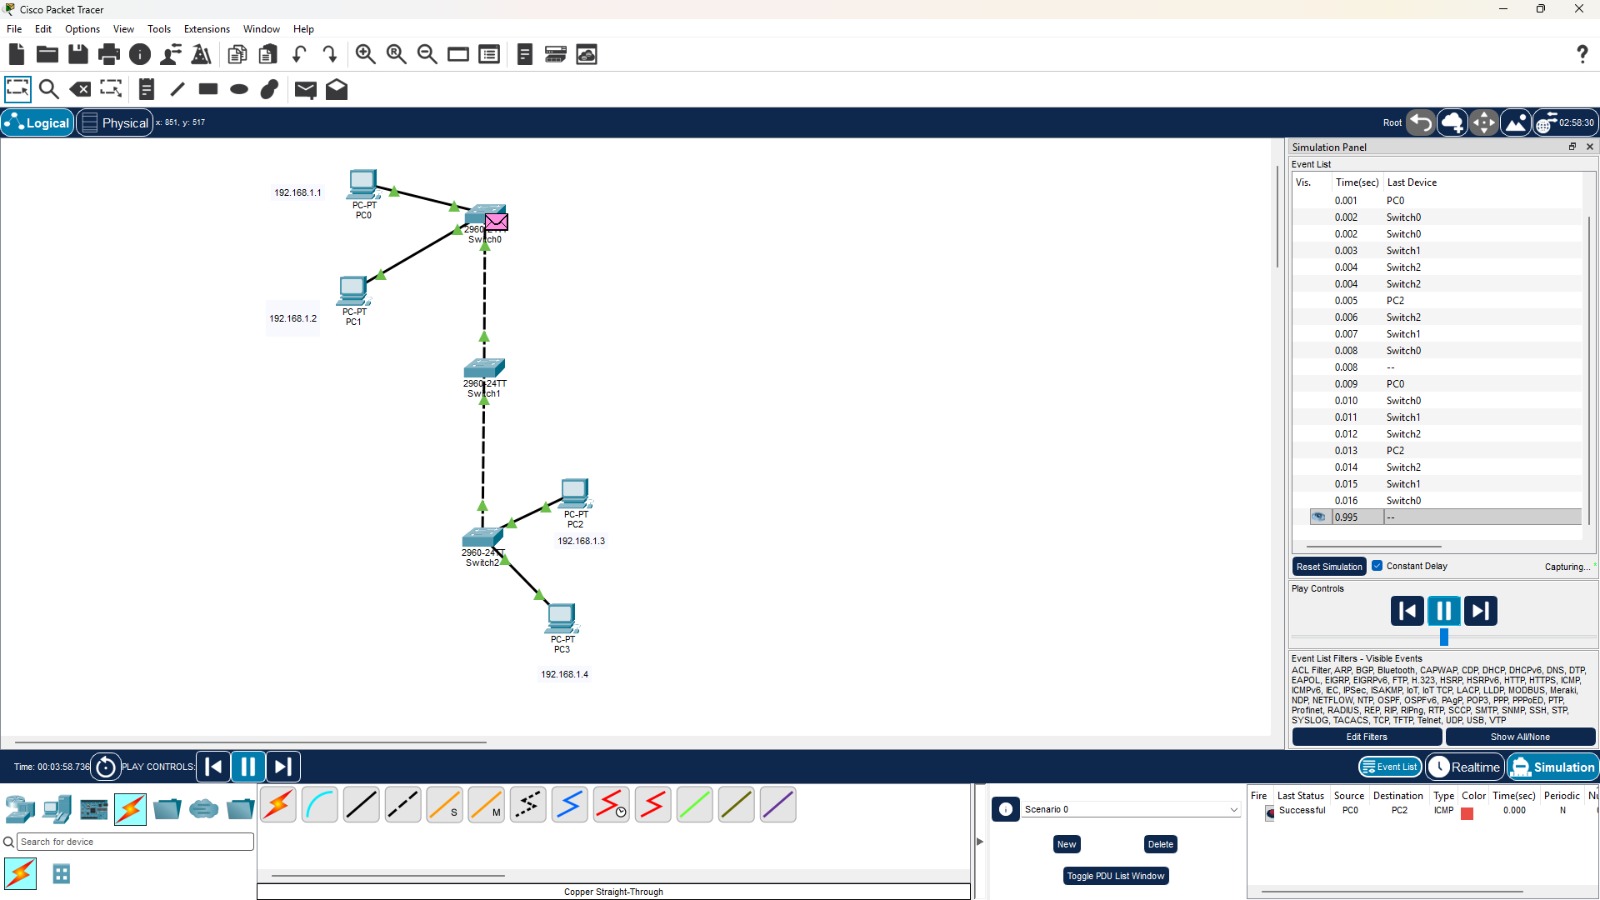 Cisco Packet Tracer
File Edit Options View Tools Extensions Window Help
Logical Physical x: 851, y: 517 Root 02:58:30
192.168.1.1
PC-PT
PC0
2960-24TT
Switch0
192.168.1.2
PC-PT
PC1
2960-24TT
Switch1
PC-PT
PC2
192.168.1.3
2960-24TT
Switch2
PC-PT
PC3
192.168.1.4
Simulation Panel
Event List
Vis. Time(sec) Last Device
0.001 PC0
0.002 Switch0
0.002 Switch0
0.003 Switch1
0.004 Switch2
0.004 Switch2
0.005 PC2
0.006 Switch2
0.007 Switch1
0.008 Switch0
0.008 --
0.009 PC0
0.010 Switch0
0.011 Switch1
0.012 Switch2
0.013 PC2
0.014 Switch2
0.015 Switch1
0.016 Switch0
0.995 --
Reset Simulation Constant Delay Capturing...
Play Controls
Event List Filters - Visible Events
ACL Filter, ARP, BGP, Bluetooth, CAPWAP, CDP, DHCP, DHCPv6, DNS, DTP,
EAPOL, EIGRP, EIGRPv6, FTP, H.323, HSRP, HSRPv6, HTTP, HTTPS, ICMP,
ICMPv6, IEC, IPSec, ISAKMP, IoT, IoT TCP, LACP, LLDP, MODBUS, Meraki,
NDP, NETFLOW, NTP, OSPF, OSPFv6, PAgP, POP3, PPP, PPPoED, PTP,
Profinet, RADIUS, REP, RIP, RIPng, RTP, SCCP, SMTP, SNMP, SSH, STP,
SYSLOG, TACACS, TCP, TFTP, Telnet, UDP, USB, VTP
Edit Filters Show All/None
Time: 00:03:58.736 PLAY CONTROLS: Event List Realtime Simulation
S M
Search for device
Copper Straight-Through
Scenario 0
New Delete
Toggle PDU List Window
Fire Last Status Source Destination Type Color Time(sec) Periodic
Successful PC0 PC2 ICMP 0.000 N